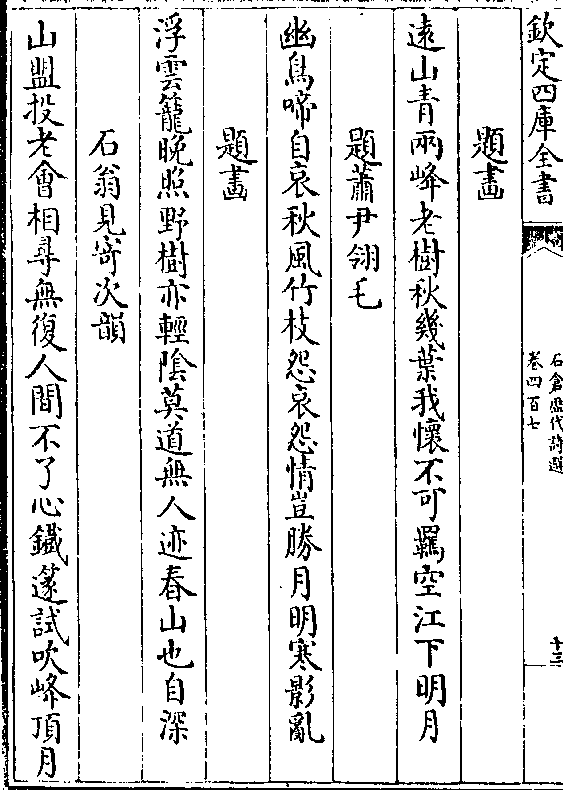 欽定四庫全書
石倉歷代詩選
卷四百七
十三
題畫
遠山青兩峰老樹秋幾葉我懷不可羈空江下明月
題蕭尹翎毛
幽鳥啼自哀秋風竹枝怨哀怨情豈勝月明寒影亂
題畫
浮雲籠晚照野樹亦輕陰莫道無人迹春山也自深
石翁見寄次韻
山盟投老會相尋無復人間不了心鐵篴試吹峰頂月